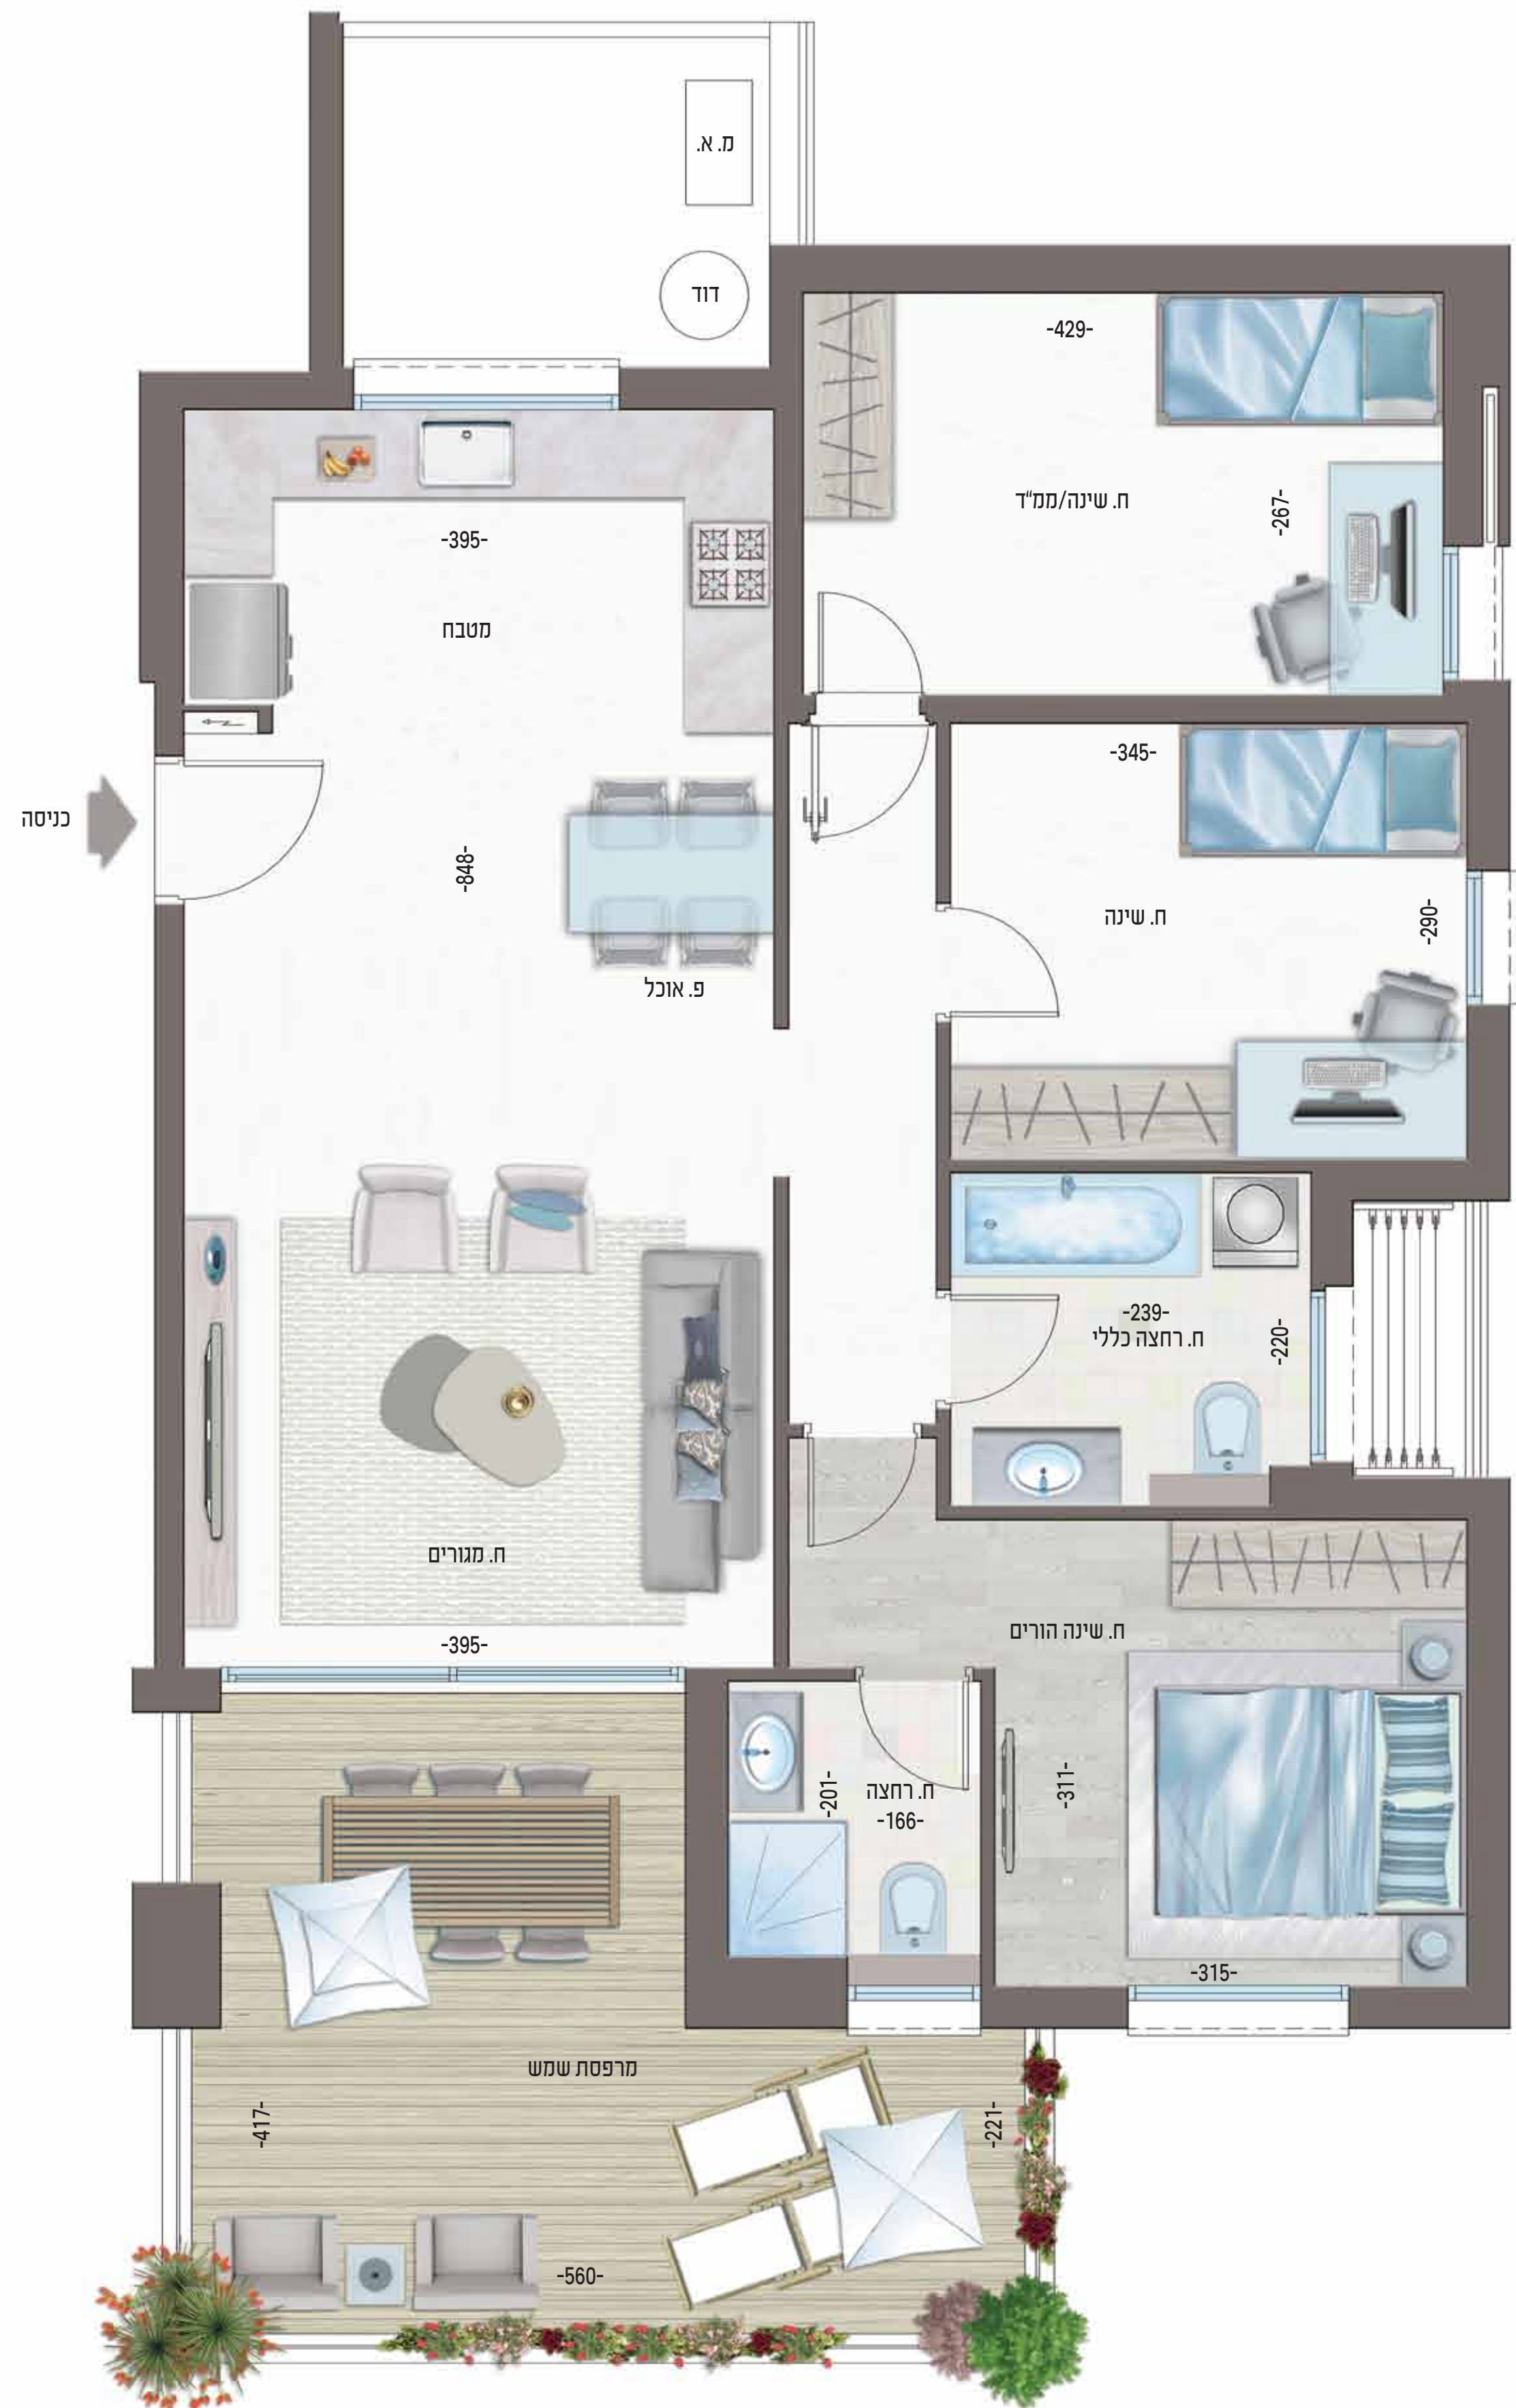 מ. א.
דוד
-429-
ח. שינה/ממ"ד
-267-
-395-
מטבח
-345-
כניסה
-848-
ח. שינה
-290-
פ. אוכל
-239-
ח. רחצה כללי
-220-
ח. מגורים
-395-
ח. שינה הורים
-311-
-201-
ח. רחצה
-166-
-315-
מרפסת שמש
-417-
-221-
-560-